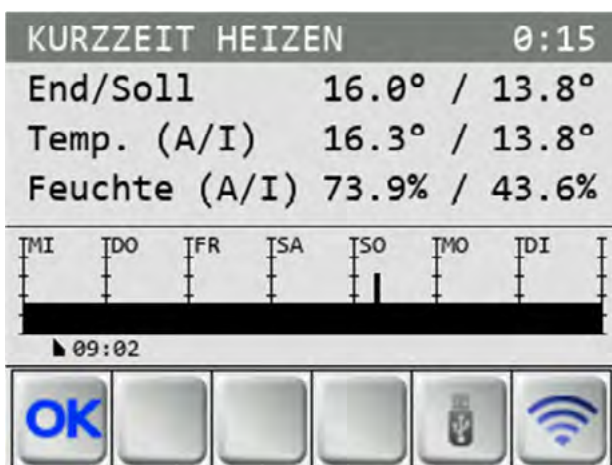 KURZZEIT HEIZEN 0:15
End/Soll 16.0° / 13.8°
Temp. (A/I) 16.3° / 13.8°
Feuchte (A/I) 73.9% / 43.6%
MI DO FR SA SO MO DI
09:02
OK